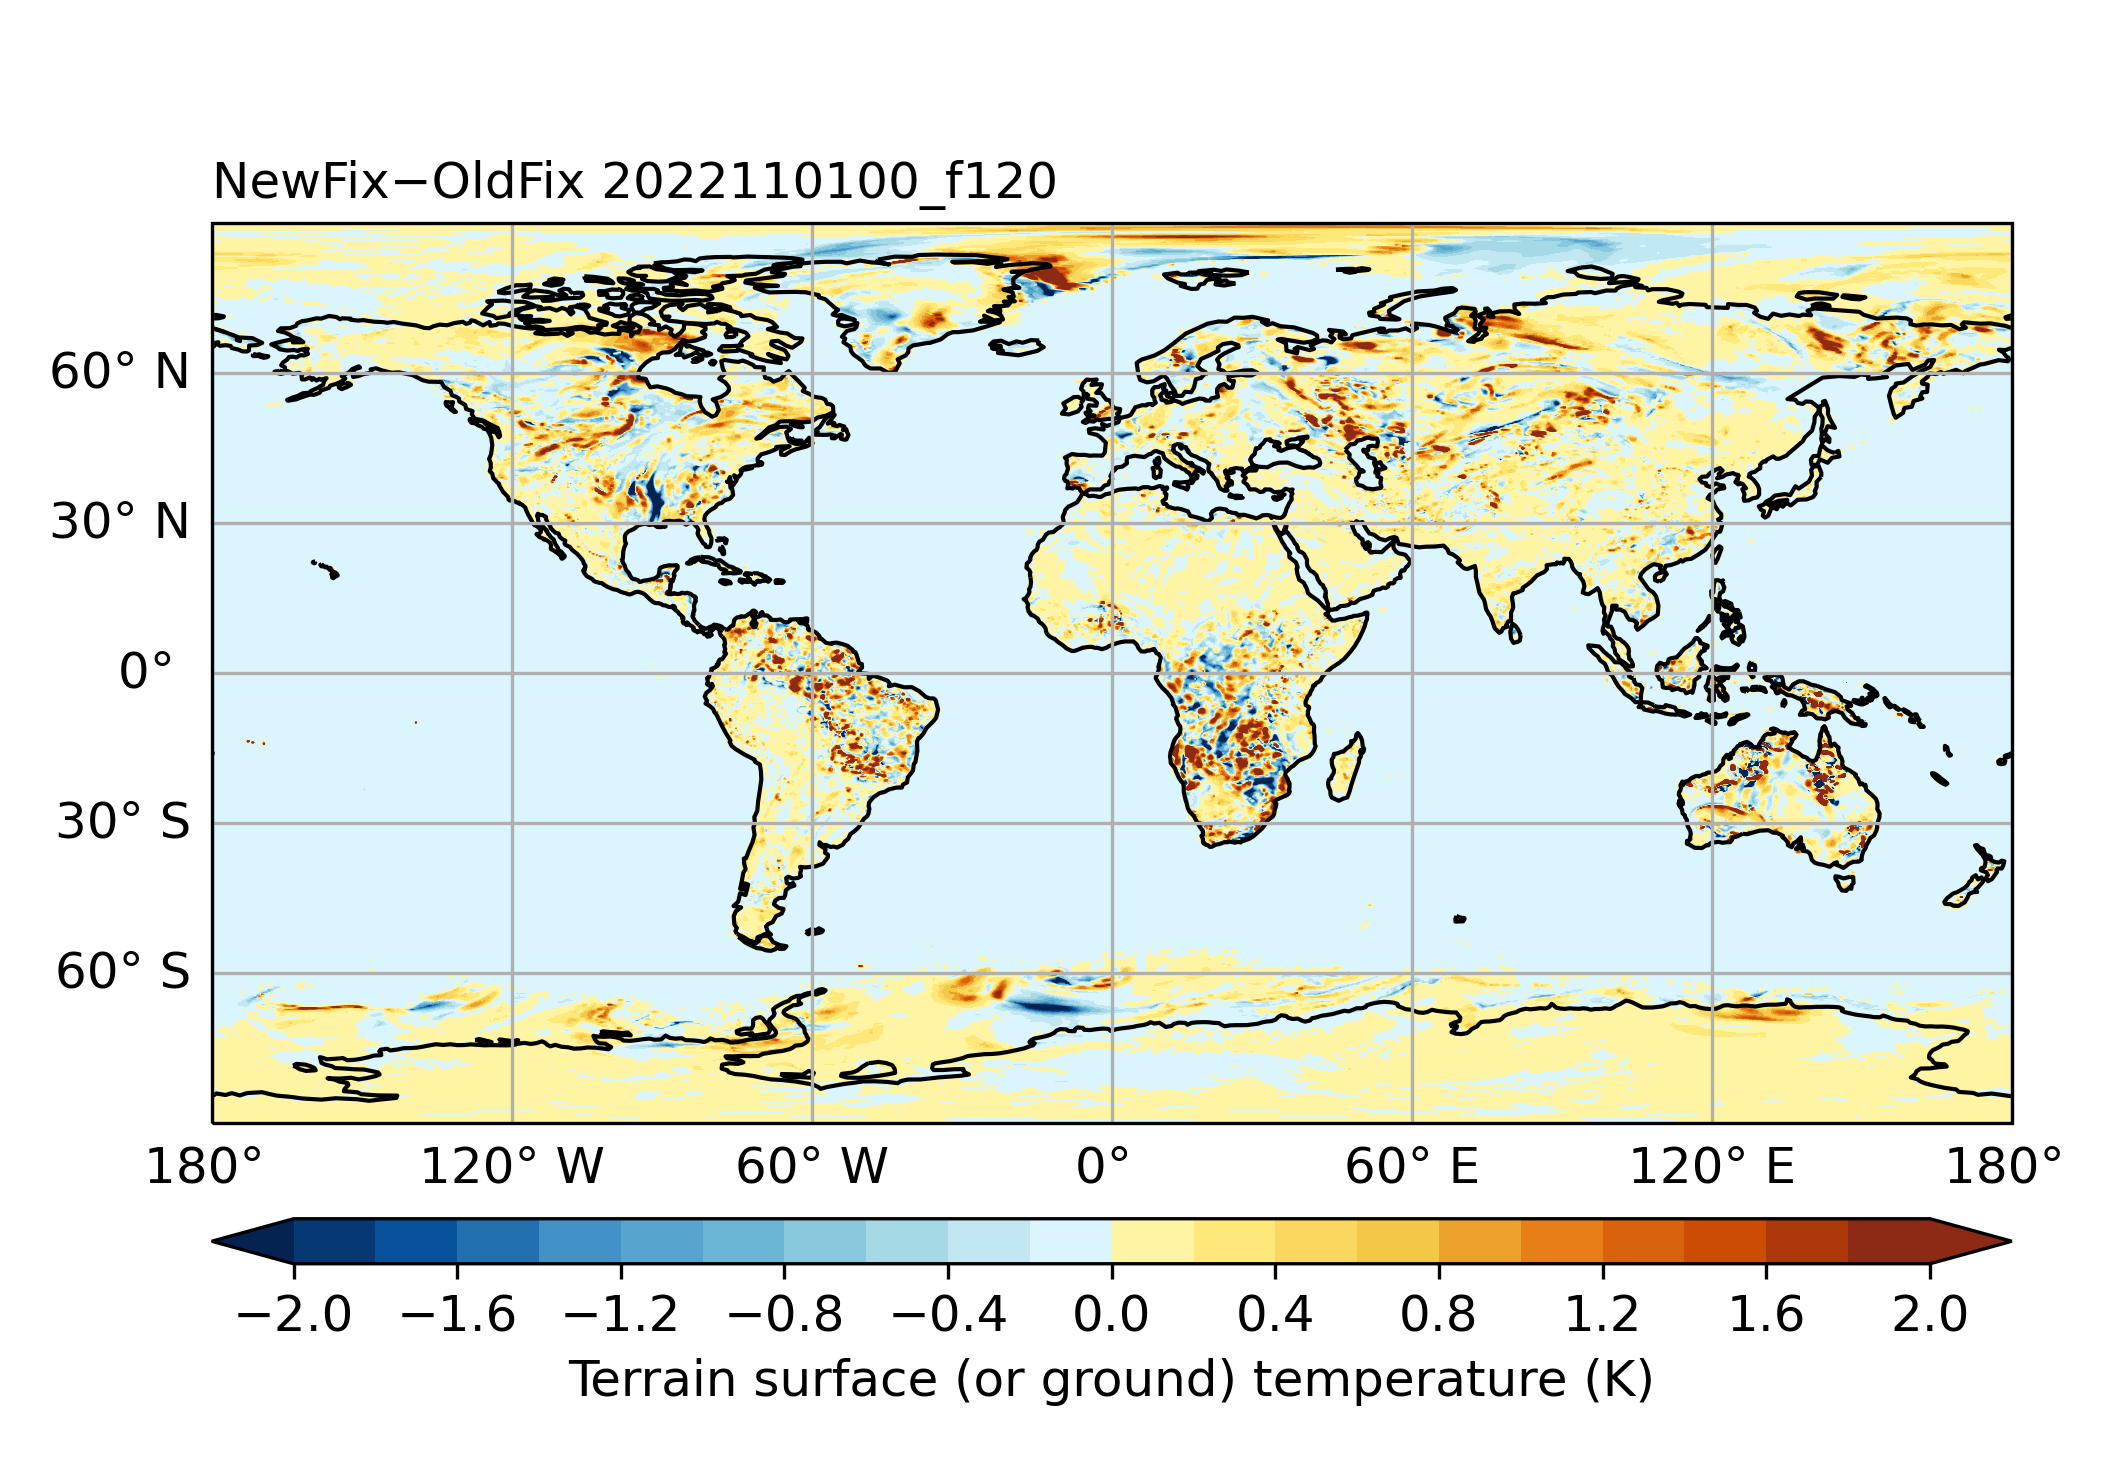 NewFix−OldFix 2022110100_f120
60° N
30° N
0°
30° S
60° S
180° 120° W 60° W 0° 60° E 120° E 180°
−2.0 −1.6 −1.2 −0.8 −0.4 0.0 0.4 0.8 1.2 1.6 2.0
Terrain surface (or ground) temperature (K)